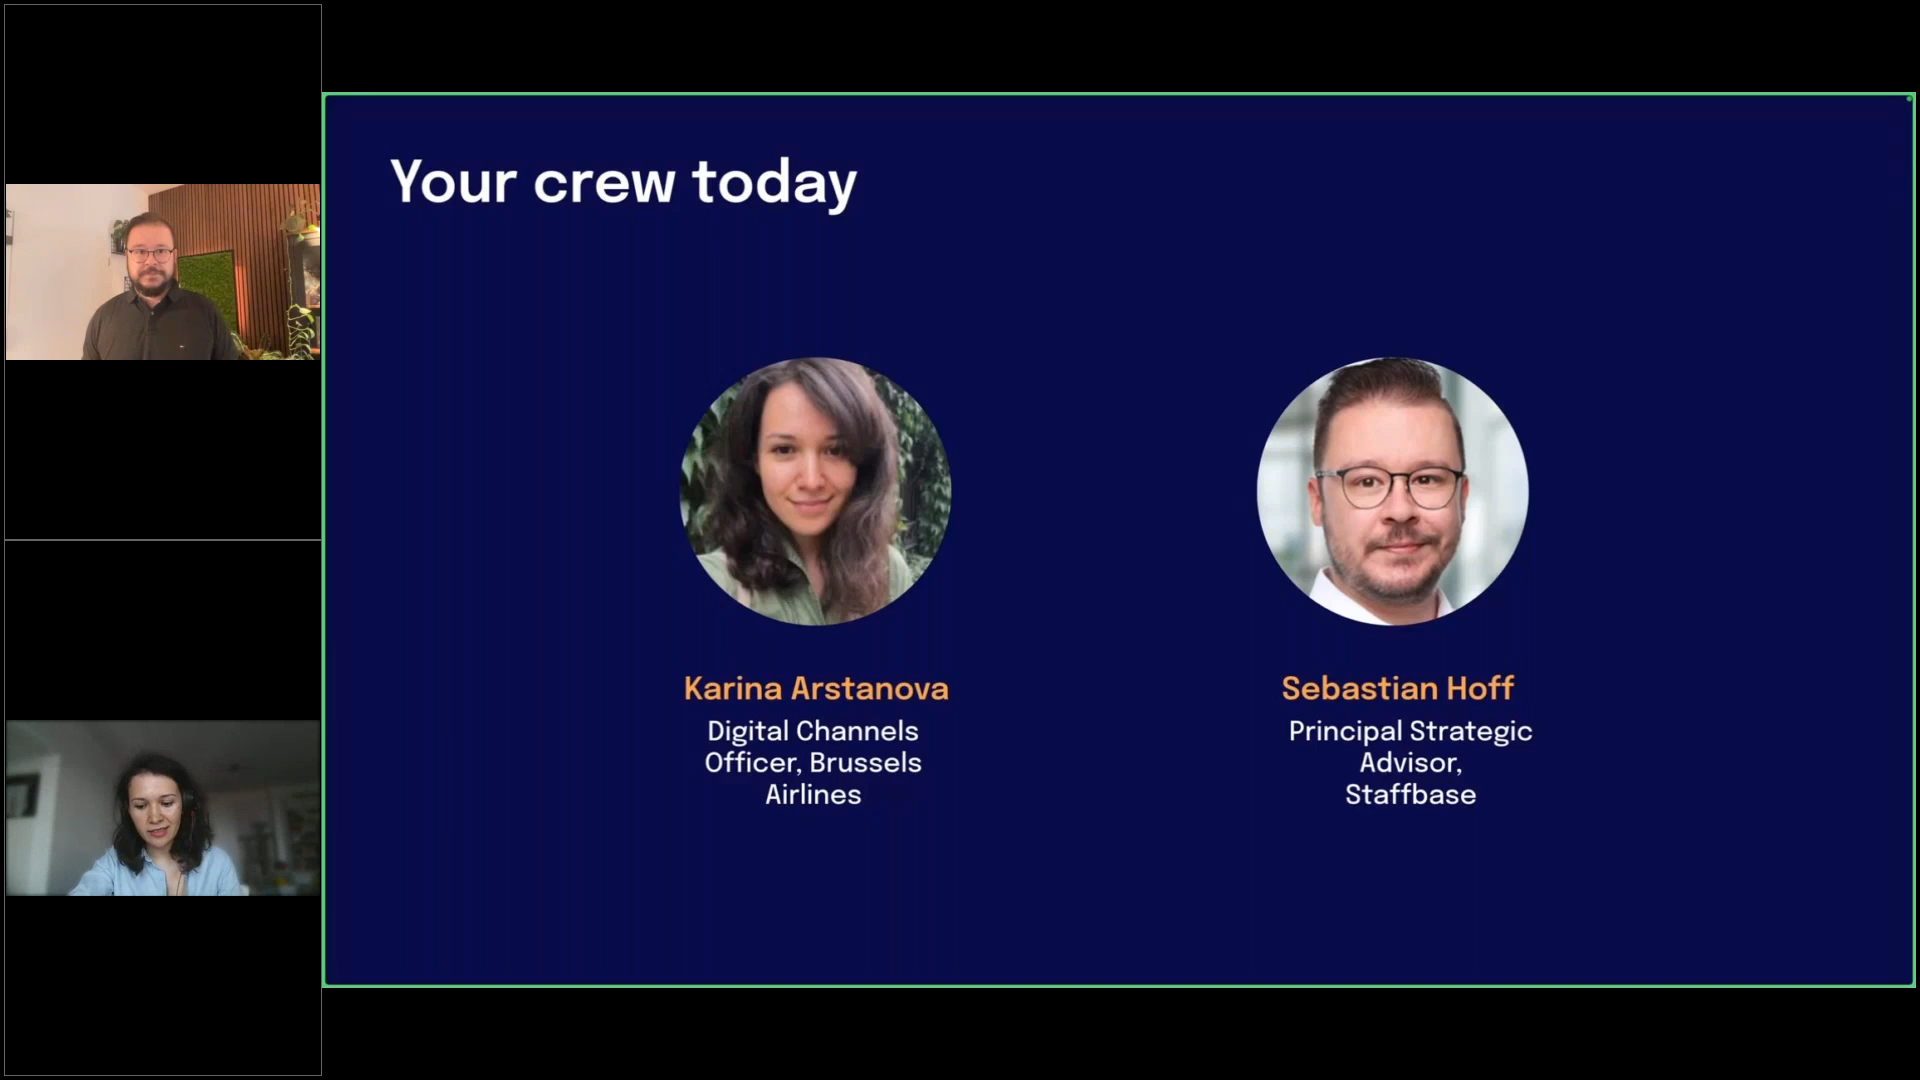 Your crew today
Karina Arstanova
Digital Channels
Officer, Brussels
Airlines
Sebastian Hoff
Principal Strategic
Advisor,
Staffbase